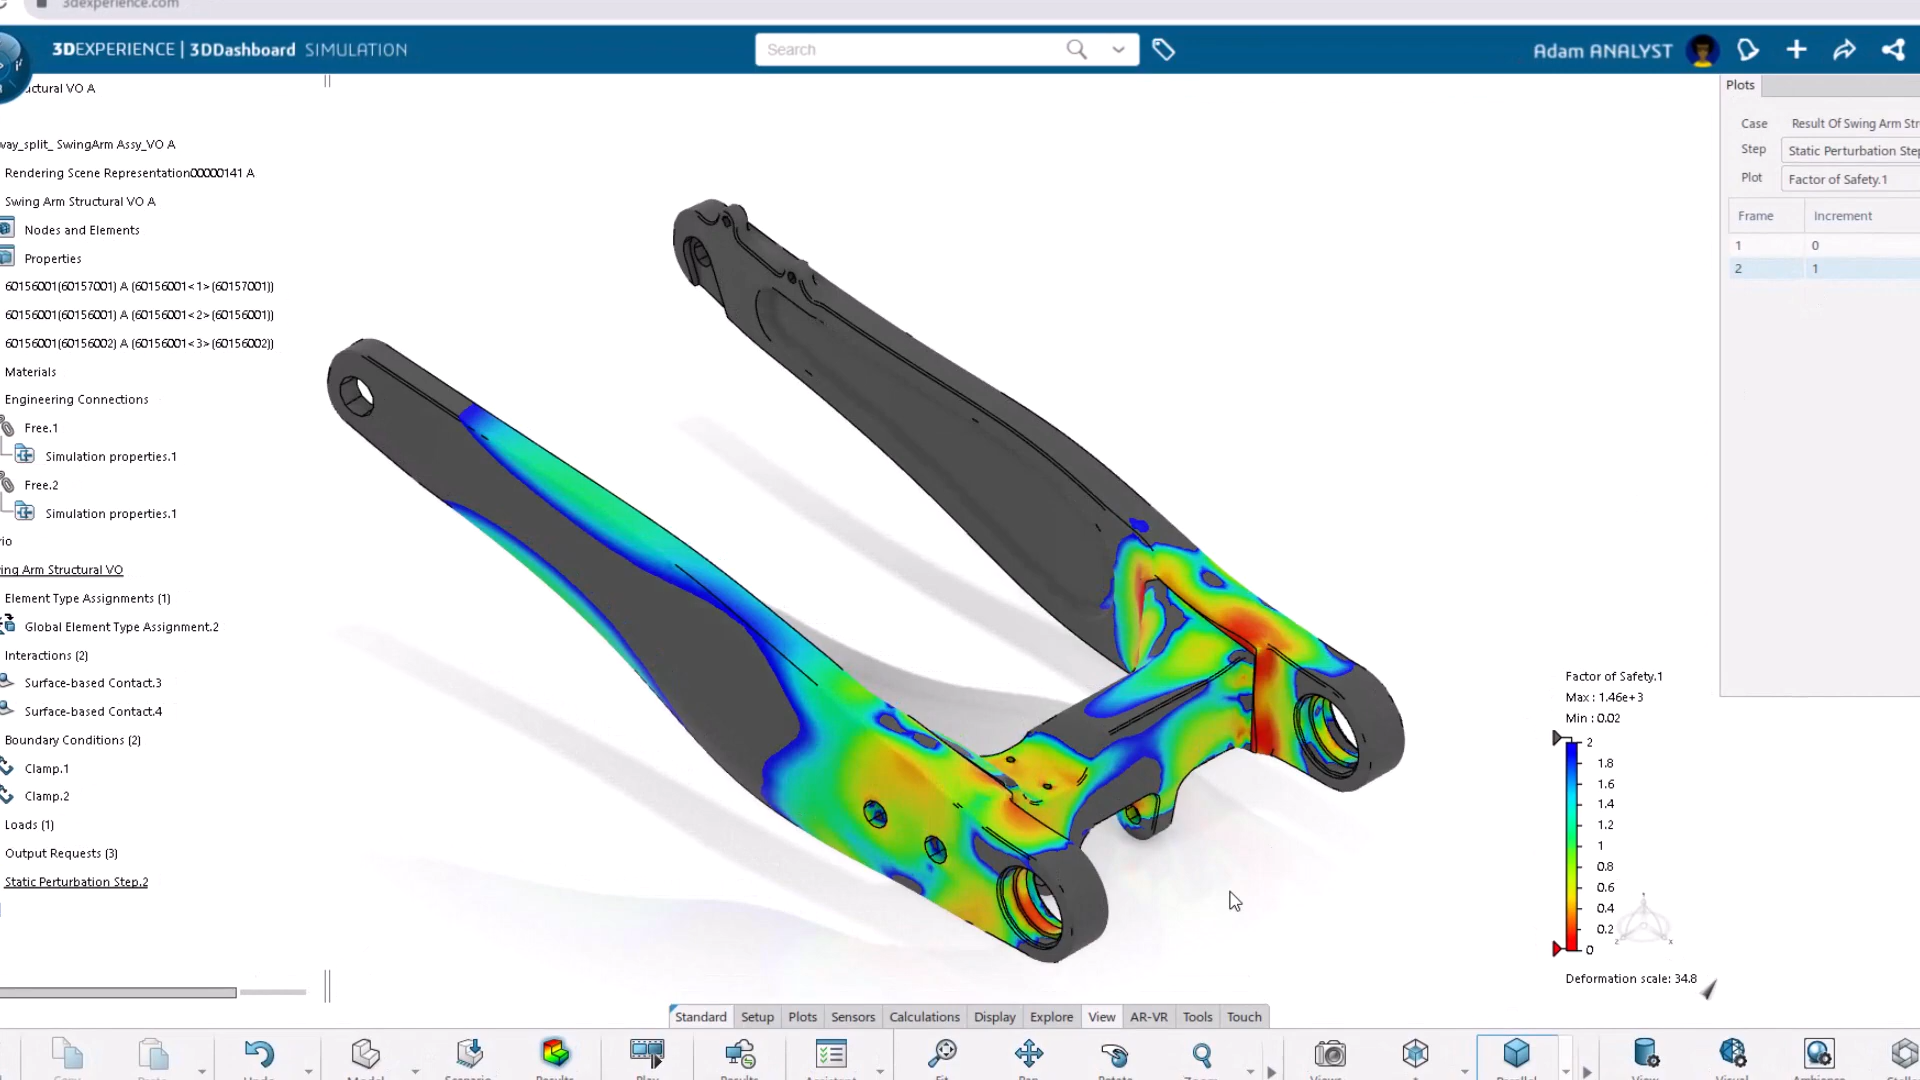 3dexperience.com
3DEXPERIENCE | 3DDashboard SIMULATION
Search
Adam ANALYST
uctural VO A
way_split_ SwingArm Assy_VO A
Rendering Scene Representation00000141 A
Swing Arm Structural VO A
Nodes and Elements
Properties
60156001(60157001) A (60156001<1>(60157001))
60156001(60156001) A (60156001<2>(60156001))
60156001(60156002) A (60156001<3>(60156002))
Materials
Engineering Connections
Free.1
Simulation properties.1
Free.2
Simulation properties.1
rio
ing Arm Structural VO
Element Type Assignments (1)
Global Element Type Assignment.2
Interactions (2)
Surface-based Contact.3
Surface-based Contact.4
Boundary Conditions (2)
Clamp.1
Clamp.2
Loads (1)
Output Requests (3)
Static Perturbation Step.2
Plots
Case Result Of Swing Arm Str
Step Static Perturbation Step
Plot Factor of Safety.1
Frame Increment
1 0
2 1
Factor of Safety.1
Max : 1.46e+3
Min : 0.02
2
1.8
1.6
1.4
1.2
1
0.8
0.6
0.4
0.2
0
Deformation scale: 34.8
Standard Setup Plots Sensors Calculations Display Explore View AR-VR Tools Touch